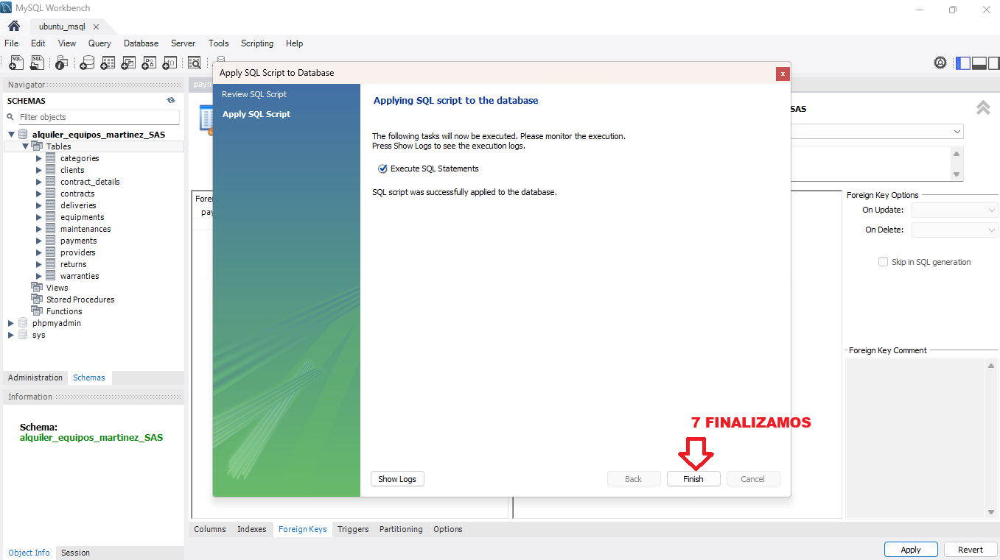 MySQL Workbench
ubuntu_msql
File Edit View Query Database Server Tools Scripting Help
Navigator
SCHEMAS
Filter objects
alquiler_equipos_martinez_SAS
Tables
categories
clients
contract_details
contracts
deliveries
equipments
maintenances
payments
providers
returns
warranties
Views
Stored Procedures
Functions
phpmyadmin
sys
Administration Schemas
Information
Schema:
alquiler_equipos_martinez_SAS
Object Info Session
Apply SQL Script to Database
Review SQL Script
Apply SQL Script
Applying SQL script to the database
The following tasks will now be executed. Please monitor the execution.
Press Show Logs to see the execution logs.
Execute SQL Statements
SQL script was successfully applied to the database.
7 FINALIZAMOS
Show Logs Back Finish Cancel
SAS
Foreign Key Options
On Update:
On Delete:
Skip in SQL generation
Foreign Key Comment
Columns Indexes Foreign Keys Triggers Partitioning Options
Apply Revert